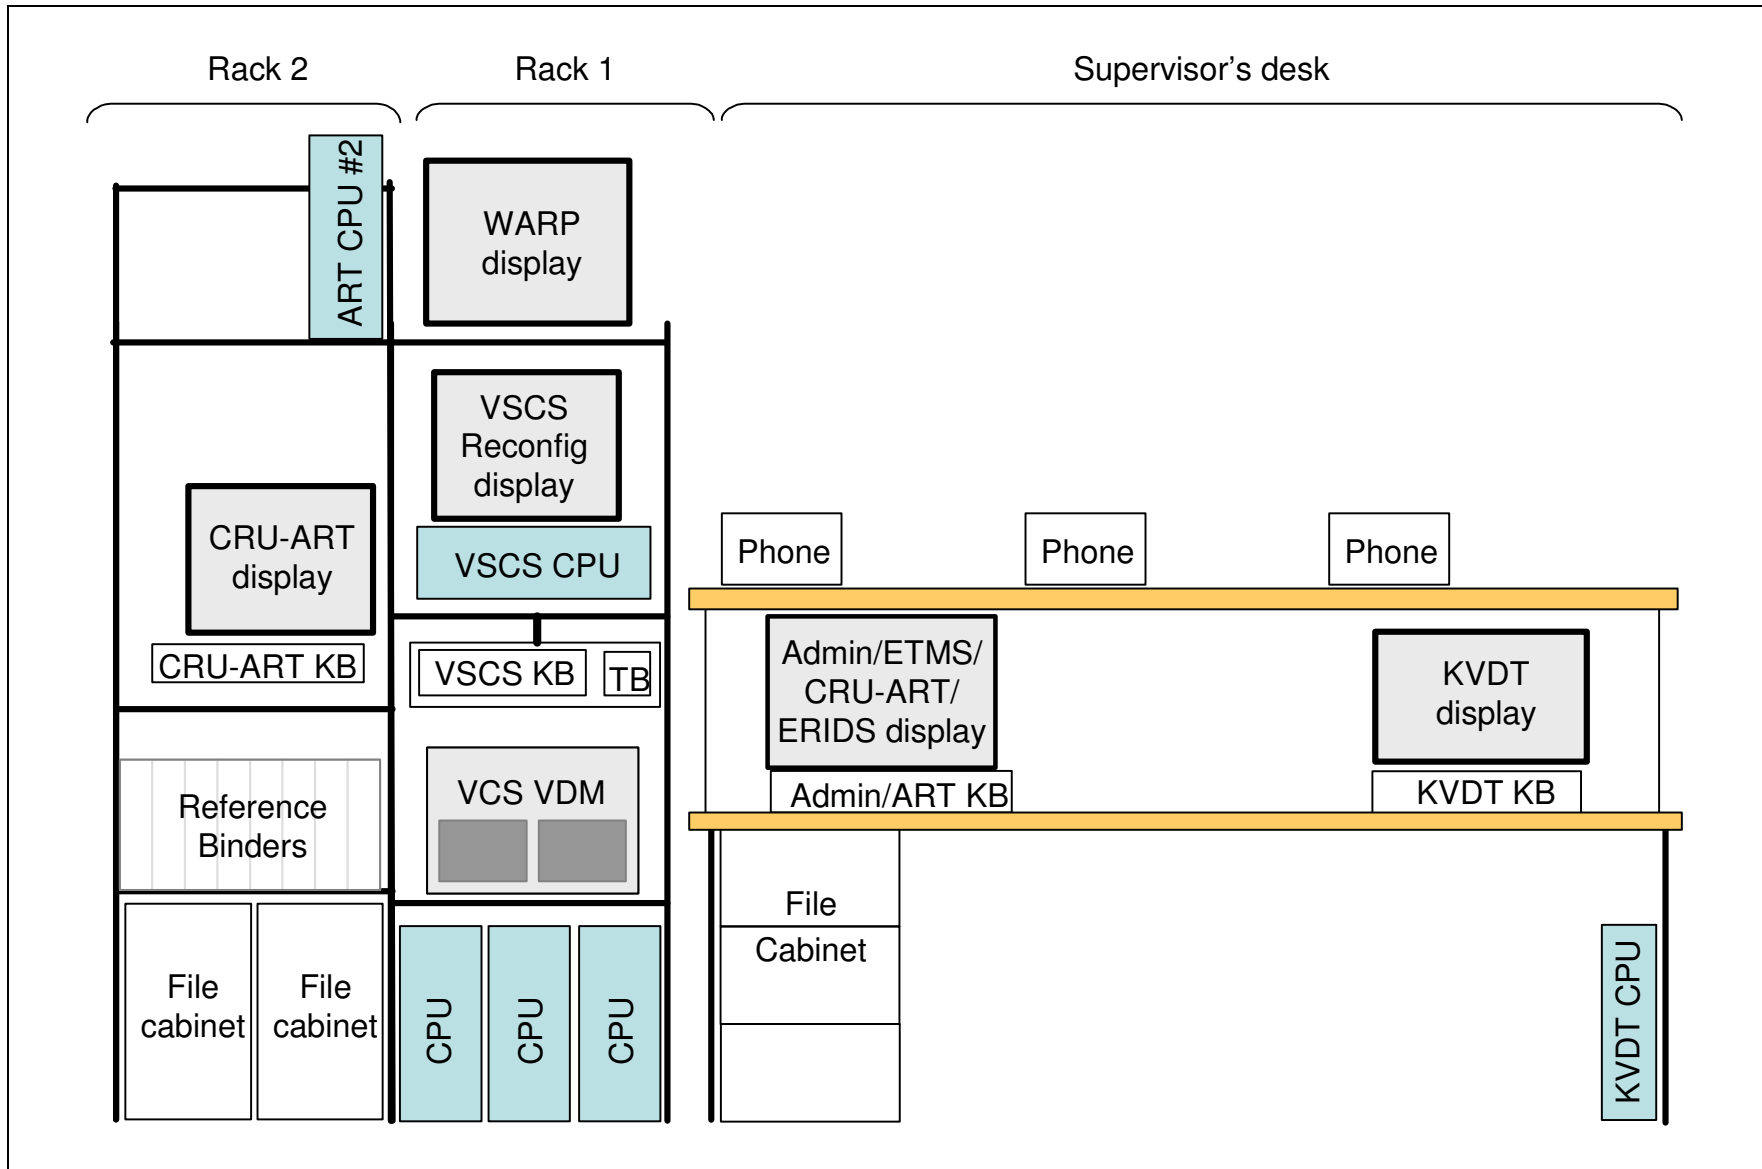 Rack 2
Rack 1
Supervisor's desk
ART CPU #2
WARP
display
VSCS
Reconfig
display
CRU-ART
display
VSCS CPU
Phone
Phone
Phone
CRU-ART KB
VSCS KB
TB
Admin/ETMS/
CRU-ART/
ERIDS display
KVDT
display
Admin/ART KB
KVDT KB
Reference
Binders
VCS VDM
File
cabinet
File
cabinet
CPU
CPU
CPU
File
Cabinet
KVDT CPU